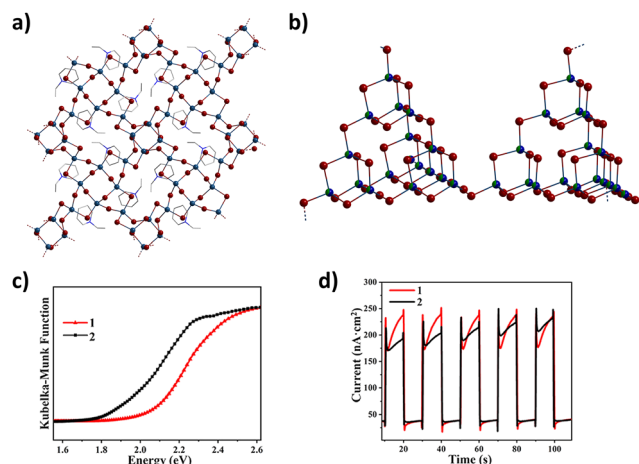 a)
b)
c)
Kubelka-Munk Function
1
2
1.6 1.8 2.0 2.2 2.4 2.6
Energy (eV)
d)
Current (nA·cm²)
300
250
200
150
100
50
1
2
20 40 60 80 100
Time (s)